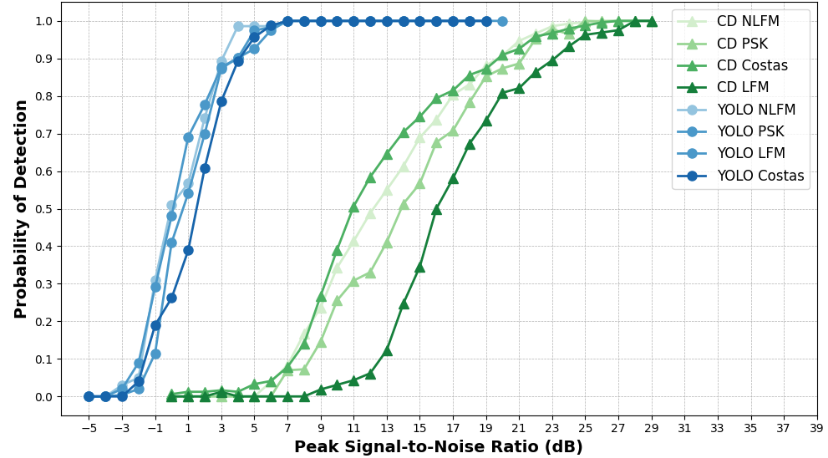 1.0
0.9
0.8
0.7
0.6
0.5
0.4
0.3
0.2
0.1
0.0
Probability of Detection
CD NLFM
CD PSK
CD Costas
CD LFM
YOLO NLFM
YOLO PSK
YOLO LFM
YOLO Costas
−5 −3 −1 1 3 5 7 9 11 13 15 17 19 21 23 25 27 29 31 33 35 37 39
Peak Signal-to-Noise Ratio (dB)